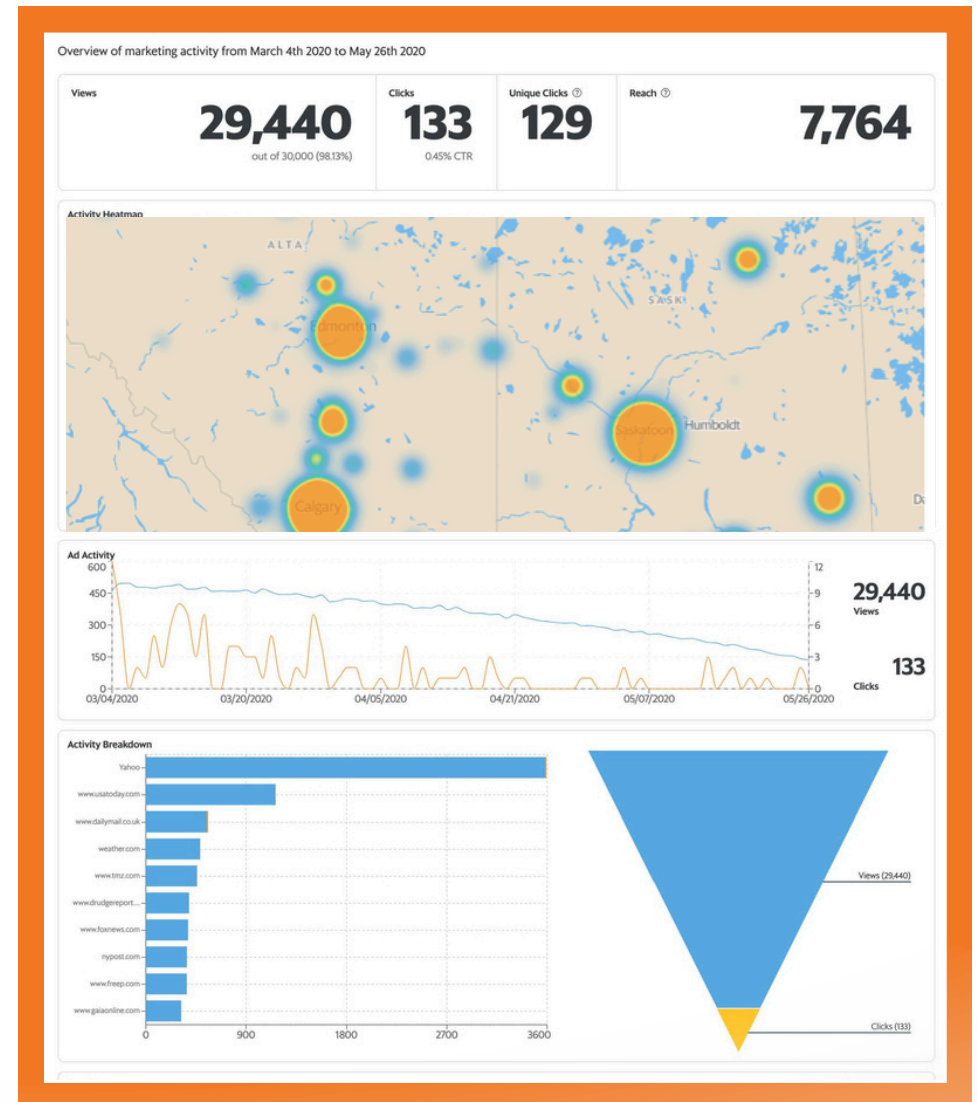 Overview of marketing activity from March 4th 2020 to May 26th 2020
Views
29,440
out of 30,000 (98.13%)
Clicks
133
0.45% CTR
Unique Clicks ?
129
Reach ?
7,764
Activity Heatmap
ALTA
SASK
Edmonton
Saskatoon
Humboldt
Calgary
Da
Ad Activity
600
450
300
150
0
12
9
6
3
0
03/04/2020
03/20/2020
04/05/2020
04/21/2020
05/07/2020
05/26/2020
29,440
Views
133
Clicks
Activity Breakdown
Yahoo
www.usatoday.com
www.dailymail.co.uk
weather.com
www.tmz.com
www.drudgereport....
www.foxnews.com
nypost.com
www.freep.com
www.gaiaonline.com
0
900
1800
2700
3600
Views (29,440)
Clicks (133)